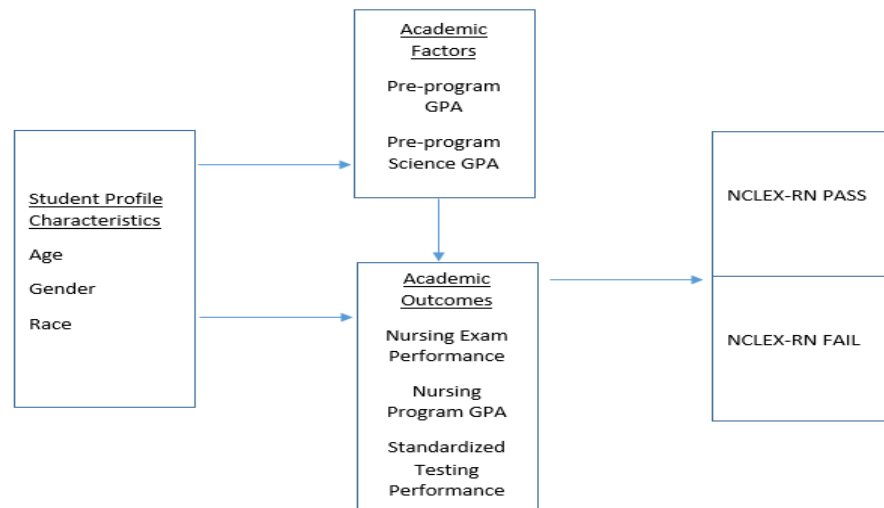 Student Profile
Characteristics
Age
Gender
Race
Academic
Factors
Pre-program
GPA
Pre-program
Science GPA
Academic
Outcomes
Nursing Exam
Performance
Nursing
Program GPA
Standardized
Testing
Performance
NCLEX-RN PASS
NCLEX-RN FAIL